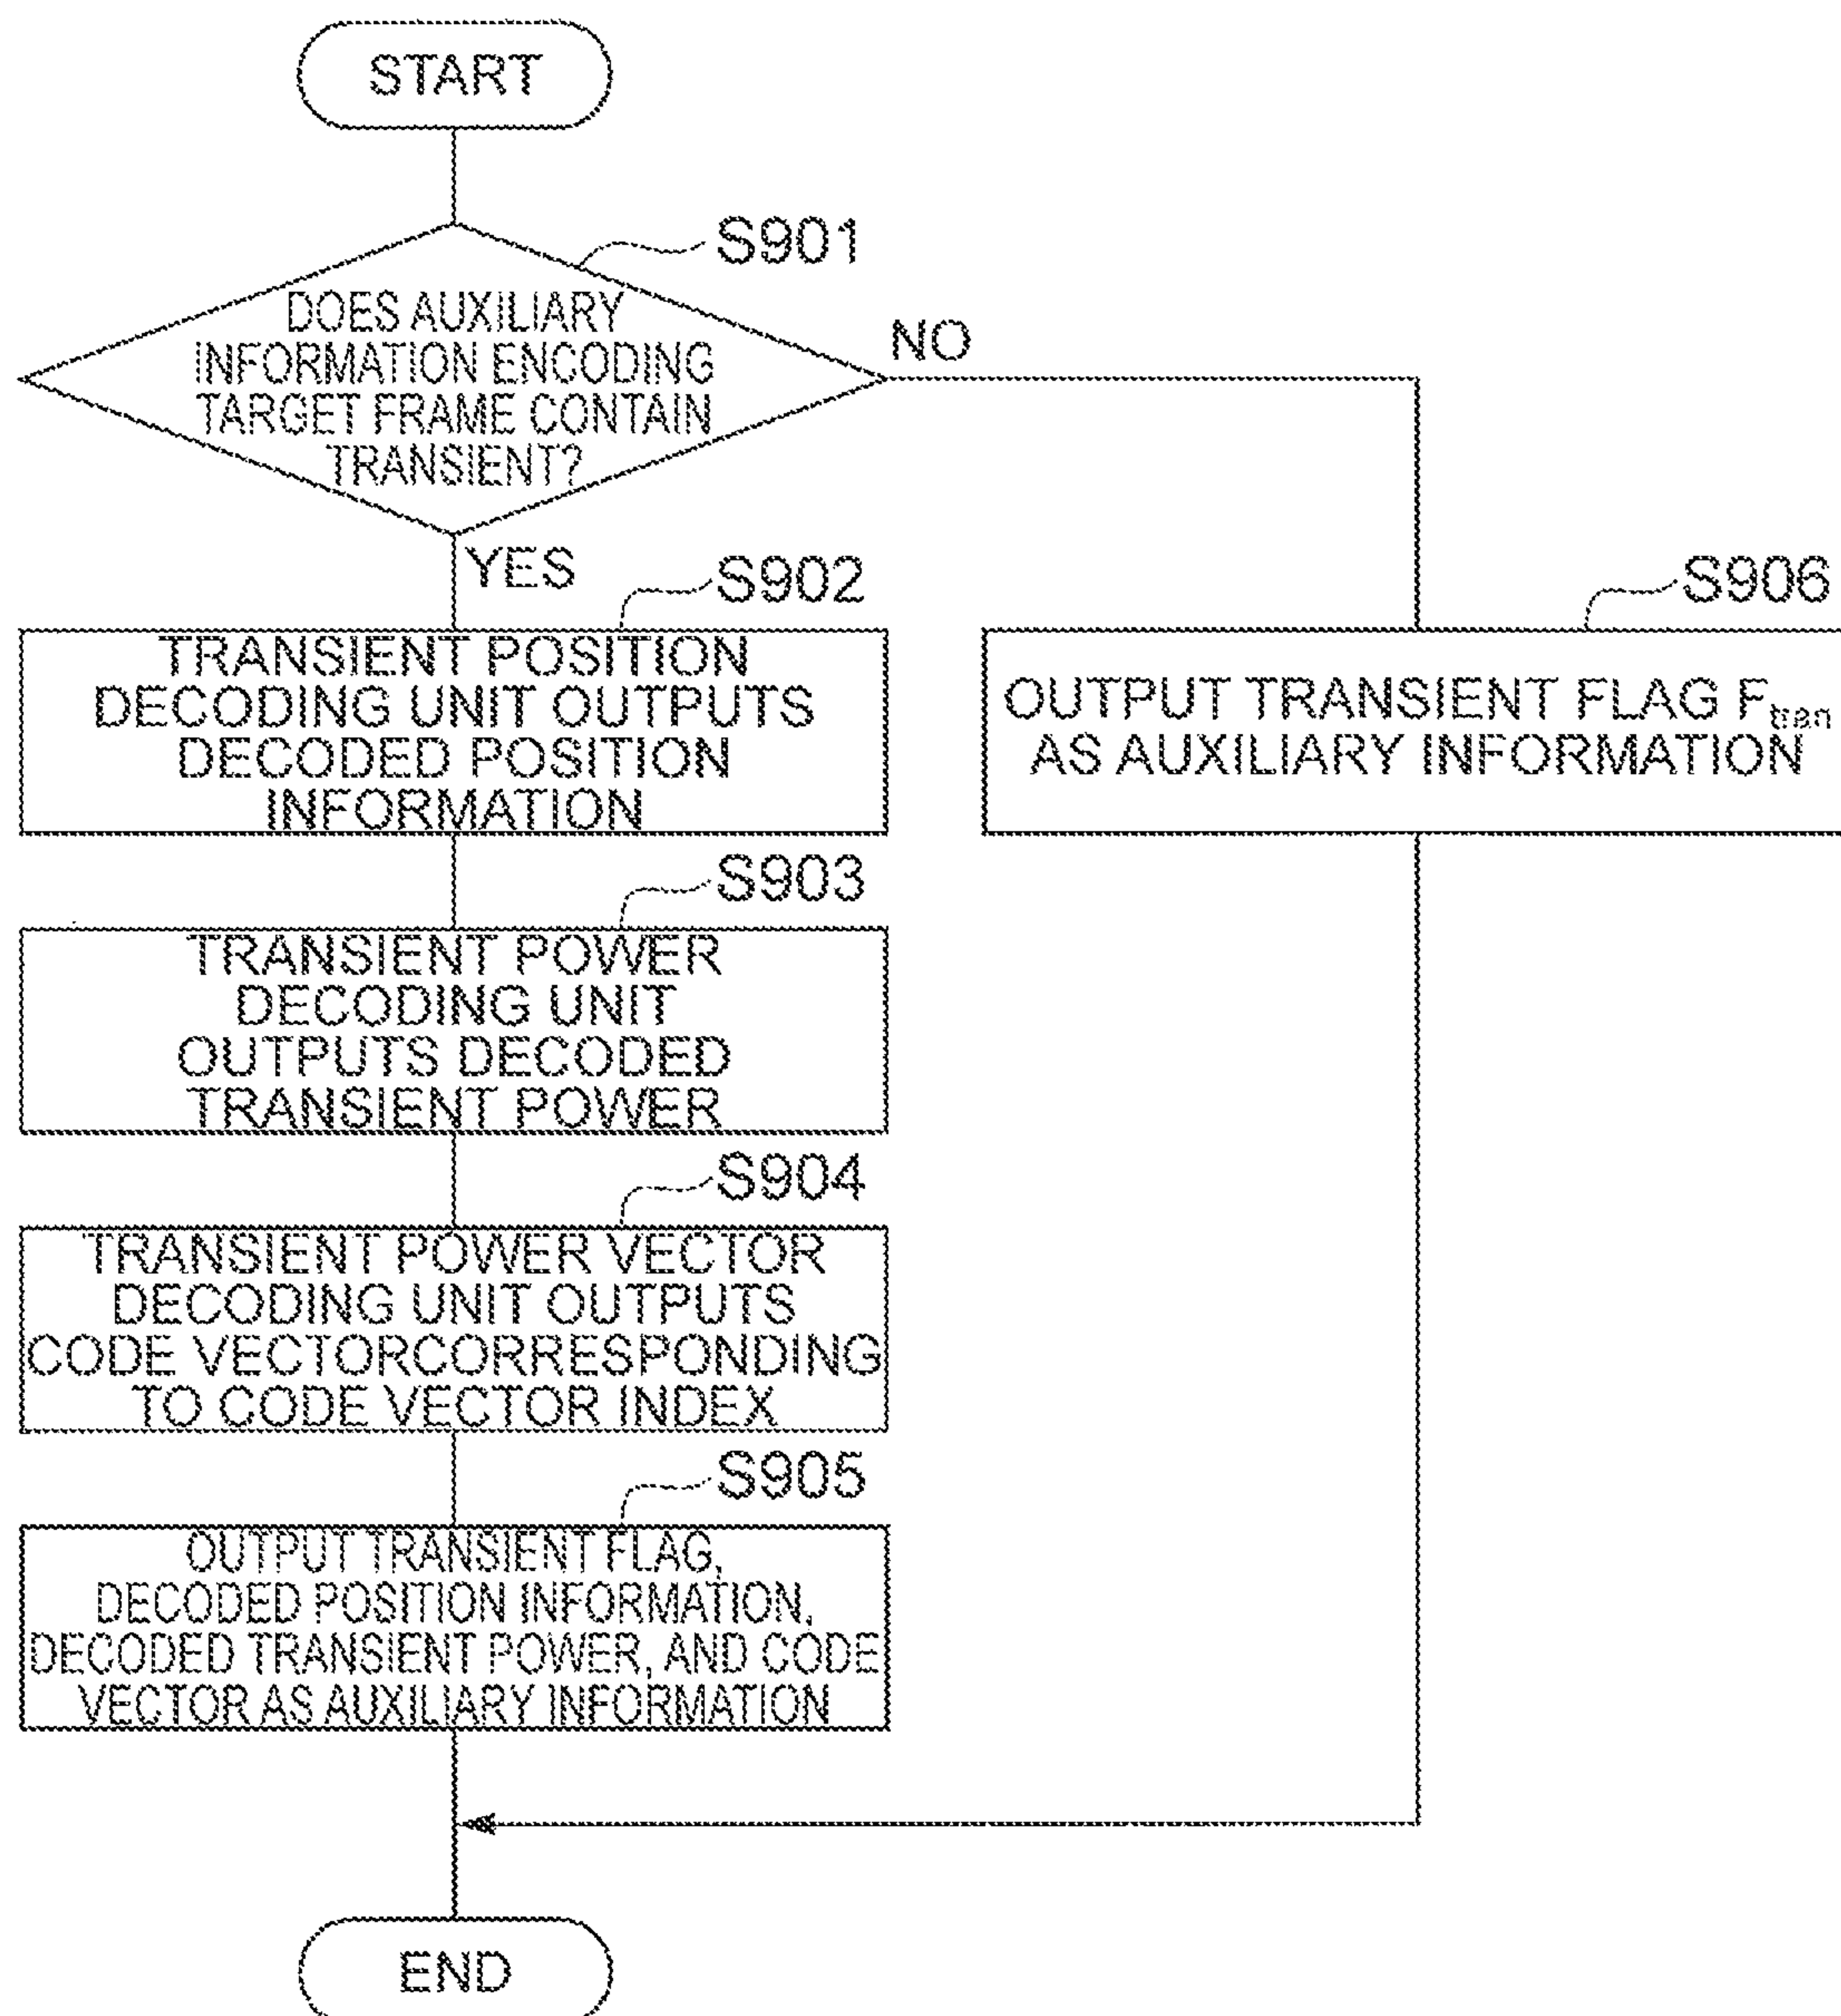 START
S901
DOES AUXILIARY
INFORMATION ENCODING
TARGET FRAME CONTAIN
TRANSIENT?
NO
YES
S902
TRANSIENT POSITION
DECODING UNIT OUTPUTS
DECODED POSITION
INFORMATION
S906
OUTPUT TRANSIENT FLAG Ftran
AS AUXILIARY INFORMATION
S903
TRANSIENT POWER
DECODING UNIT
OUTPUTS DECODED
TRANSIENT POWER
S904
TRANSIENT POWER VECTOR
DECODING UNIT OUTPUTS
CODE VECTORCORRESPONDING
TO CODE VECTOR INDEX
S905
OUTPUT TRANSIENT FLAG,
DECODED POSITION INFORMATION,
DECODED TRANSIENT POWER, AND CODE
VECTOR AS AUXILIARY INFORMATION
END